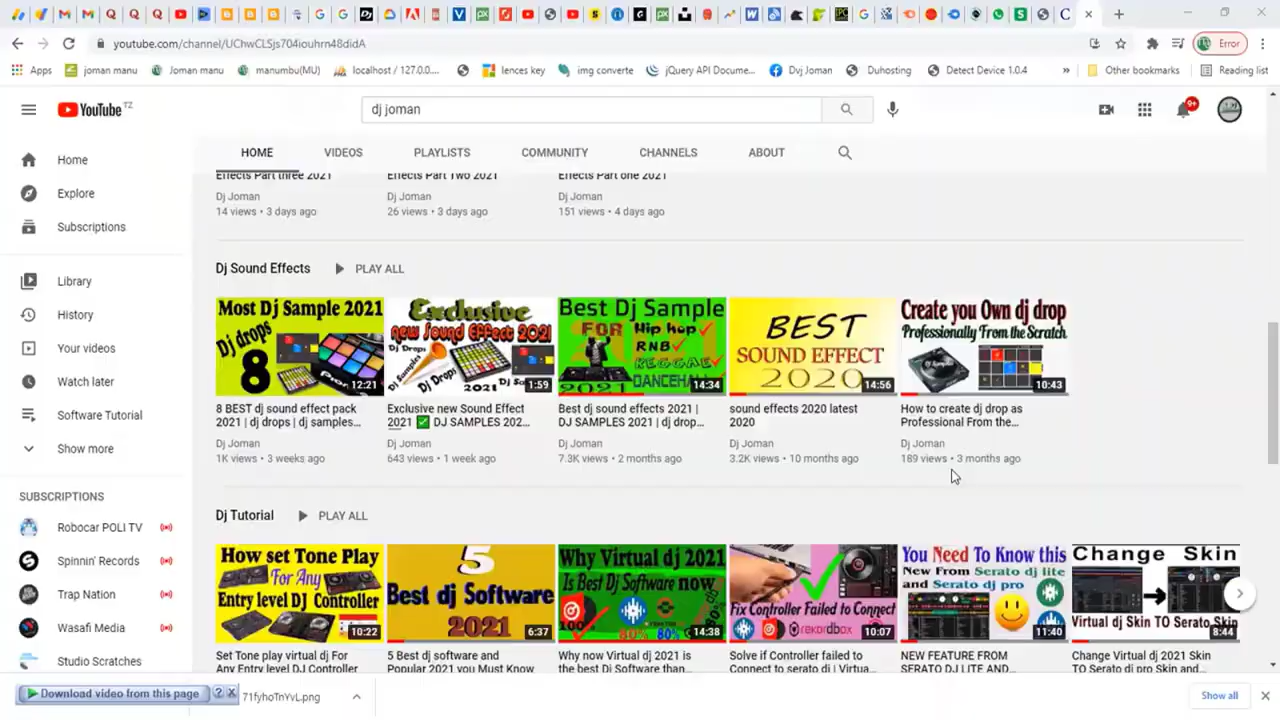 youtube.com/channel/UChwCLSjs704iouhrn48didA
Error
Apps joman manu Joman manu manumbu(MU) localhost / 127.0.0.... lences key img converte jQuery API Docume... Dvj Joman Duhosting Detect Device 1.0.4 » Other bookmarks Reading list
YouTube TZ
dj joman
9+
HOME VIDEOS PLAYLISTS COMMUNITY CHANNELS ABOUT
Home
Explore
Subscriptions
Library
History
Your videos
Watch later
Software Tutorial
Show more
SUBSCRIPTIONS
Robocar POLI TV
Spinnin' Records
Trap Nation
Wasafi Media
Studio Scratches
Effects Part three 2021
Dj Joman
14 views • 3 days ago
Effects Part Two 2021
Dj Joman
26 views • 3 days ago
Effects Part one 2021
Dj Joman
151 views • 4 days ago
Dj Sound Effects PLAY ALL
Most Dj Sample 2021
Dj drops
8
12:21
8 BEST dj sound effect pack
2021 | dj drops | dj samples...
Dj Joman
1K views • 3 weeks ago
Exclusive
new Sound Effect 2021
Dj Drops
Dj Sample
Dj Drop
2021
1:59
Exclusive new Sound Effect
2021 ✅ DJ SAMPLES 202...
Dj Joman
643 views • 1 week ago
Best Dj Sample
FOR Hip hop
RNB
REGGAE
2021 DANCEHALL
14:34
Best dj sound effects 2021 |
DJ SAMPLES 2021 | dj drop...
Dj Joman
7.3K views • 2 months ago
BEST
SOUND EFFECT
2020
14:56
sound effects 2020 latest
2020
Dj Joman
3.2K views • 10 months ago
Create you Own dj drop
Professionally From the Scratch
10:43
How to create dj drop as
Professional From the...
Dj Joman
189 views • 3 months ago
Dj Tutorial PLAY ALL
How set Tone Play
For Any
Entry level DJ Controller
10:22
Set Tone play virtual dj For
Any Entry level DJ Controller
5
Best dj Software
2021
6:37
5 Best dj software and
Popular 2021 you Must Know
Why Virtual dj 2021
Is Best Dj Software now
100% 80% 80%
14:38
Why now Virtual dj 2021 is
the best Dj Software than
Fix Controller Failed to Connect
rekordbox
10:07
Solve if Controller failed to
Connect to serato dj | Virtua...
You Need To Know this
New From Serato dj lite
and Serato dj pro
11:40
NEW FEATURE FROM
SERATO DJ LITE AND
Change Skin
Virtual dj Skin TO Serato Skin
8:44
Change Virtual dj 2021 Skin
TO Serato dj pro Skin and
Download video from this page ? X
71fyhoTnYvL.png
Show all